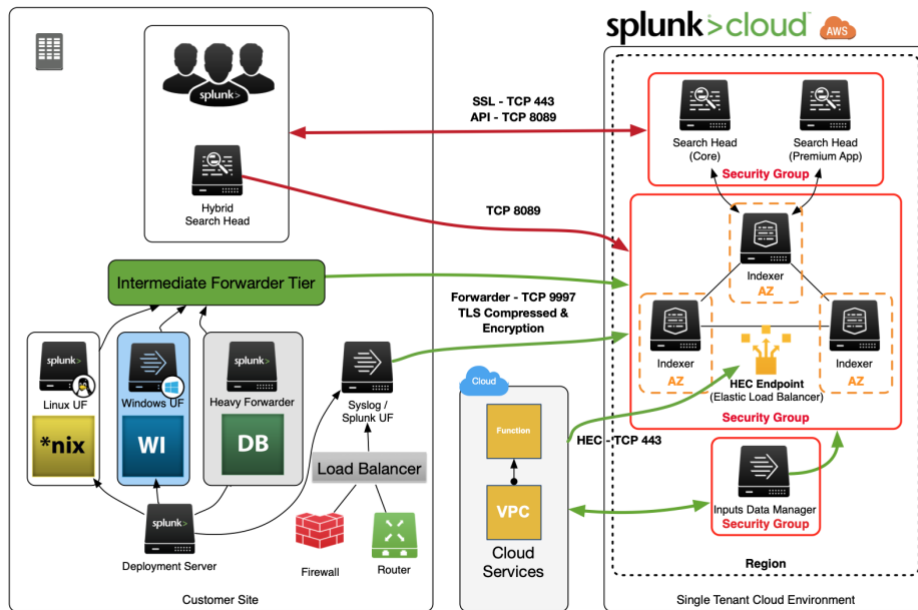 splunk>cloud™
AWS
splunk>
SSL - TCP 443
API - TCP 8089
Search Head
(Core)
Search Head
(Premium App)
Security Group
Hybrid
Search Head
TCP 8089
Indexer
AZ
Intermediate Forwarder Tier
Forwarder - TCP 9997
TLS Compressed &
Encryption
Indexer
AZ
Indexer
AZ
HEC Endpoint
(Elastic Load Balancer)
Security Group
splunk>
Linux UF
*nix
Windows UF
WI
splunk>
Heavy Forwarder
DB
Syslog /
Splunk UF
Load Balancer
Cloud
Function
VPC
Cloud
Services
HEC - TCP 443
Inputs Data Manager
Security Group
splunk>
Deployment Server
Firewall
Router
Region
Customer Site
Single Tenant Cloud Environment